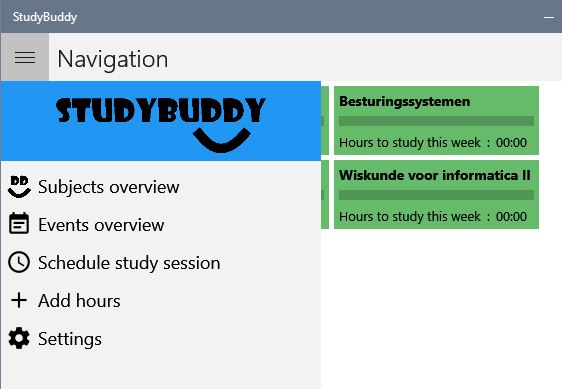 StudyBuddy
Navigation
STUDYBUDDY
Subjects overview
Events overview
Schedule study session
Add hours
Settings
Besturingssystemen
Hours to study this week : 00:00
Wiskunde voor informatica II
Hours to study this week : 00:00